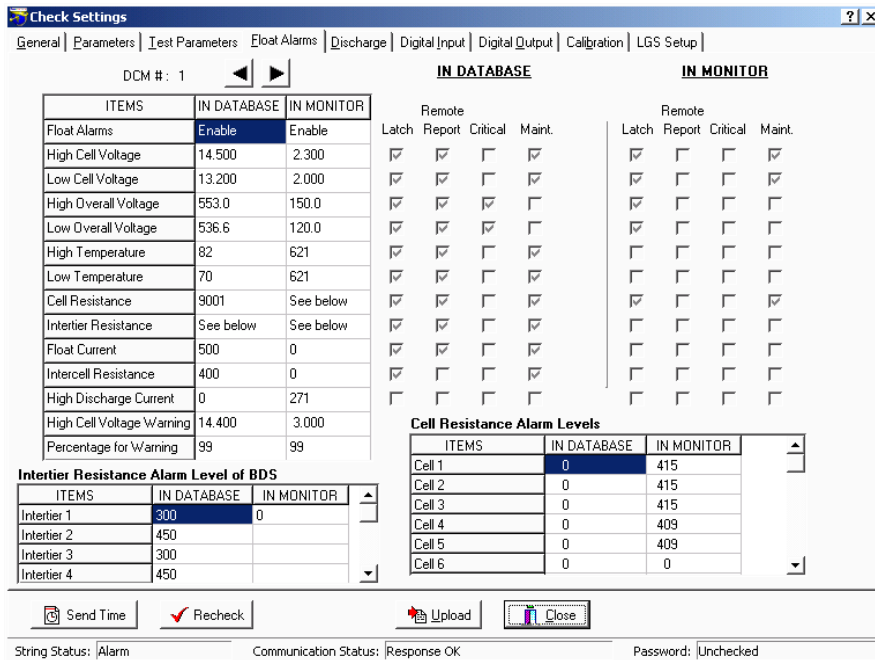 Check Settings
General Parameters Test Parameters Float Alarms Discharge Digital Input Digital Output Calibration LGS Setup
DCM # : 1
IN DATABASE IN MONITOR
ITEMS IN DATABASE IN MONITOR
Remote Remote
Latch Report Critical Maint. Latch Report Critical Maint.
Float Alarms Enable Enable
High Cell Voltage 14.500 2.300
Low Cell Voltage 13.200 2.000
High Overall Voltage 553.0 150.0
Low Overall Voltage 536.6 120.0
High Temperature 82 621
Low Temperature 70 621
Cell Resistance 9001 See below
Intertier Resistance See below See below
Float Current 500 0
Intercell Resistance 400 0
High Discharge Current 0 271
High Cell Voltage Warning 14.400 3.000
Percentage for Warning 99 99
Intertier Resistance Alarm Level of BDS
ITEMS IN DATABASE IN MONITOR
Intertier 1 300 0
Intertier 2 450
Intertier 3 300
Intertier 4 450
Cell Resistance Alarm Levels
ITEMS IN DATABASE IN MONITOR
Cell 1 0 415
Cell 2 0 415
Cell 3 0 415
Cell 4 0 409
Cell 5 0 409
Cell 6 0 0
Send Time Recheck Upload Close
String Status: Alarm Communication Status: Response OK Password: Unchecked